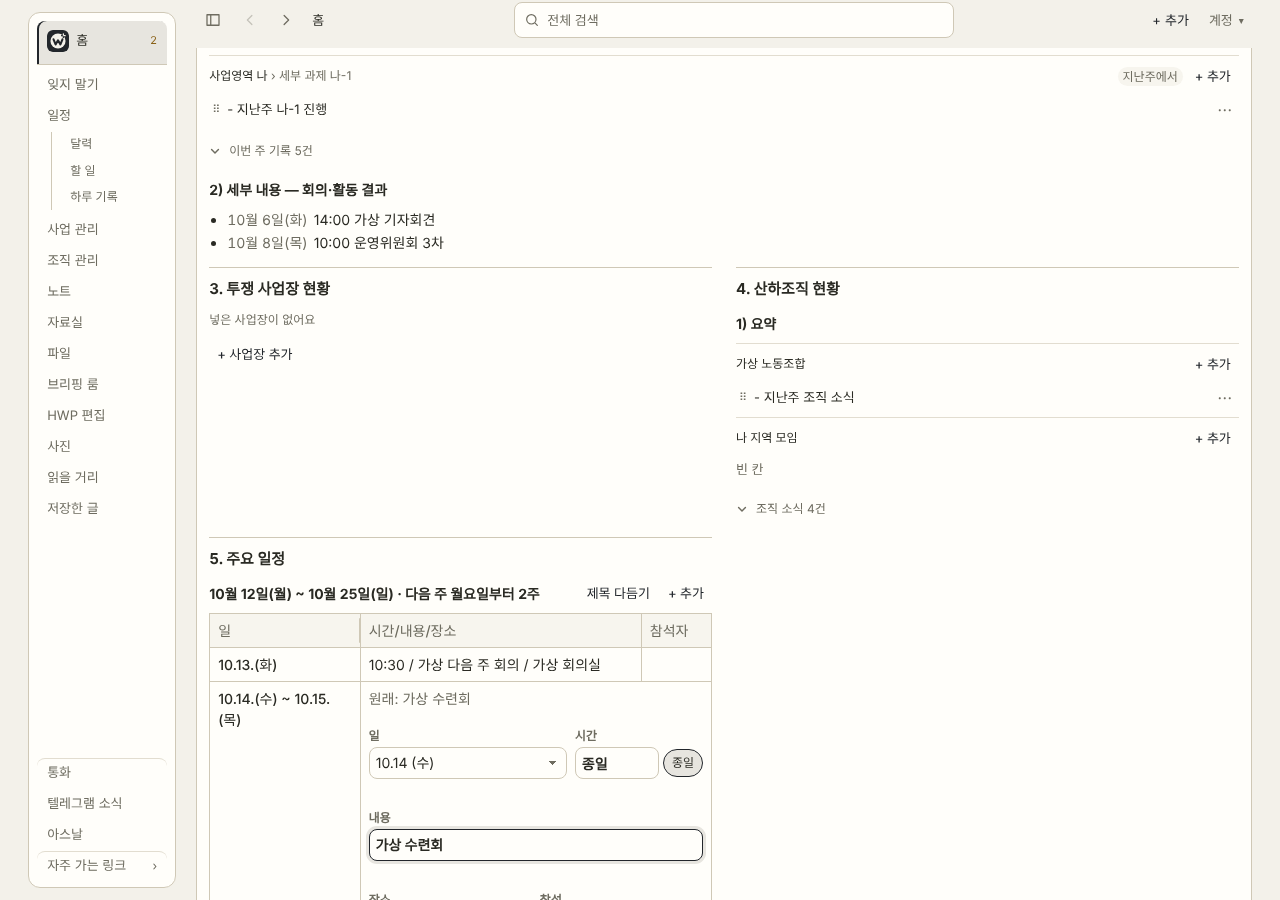 홈 2
잊지 말기
일정
달력
할 일
하루 기록
사업 관리
조직 관리
노트
자료실
파일
브리핑 룸
HWP 편집
사진
읽을 거리
저장한 글
통화
텔레그램 소식
아스날
자주 가는 링크 ›
홈
전체 검색
+ 추가
계정 ▾
사업영역 나 › 세부 과제 나-1
지난주에서
+ 추가
- 지난주 나-1 진행
이번 주 기록 5건
2) 세부 내용 — 회의·활동 결과
• 10월 6일(화) 14:00 가상 기자회견
• 10월 8일(목) 10:00 운영위원회 3차
3. 투쟁 사업장 현황
넣은 사업장이 없어요
+ 사업장 추가
4. 산하조직 현황
1) 요약
가상 노동조합 + 추가
- 지난주 조직 소식
나 지역 모임 + 추가
빈 칸
조직 소식 4건
5. 주요 일정
10월 12일(월) ~ 10월 25일(일) · 다음 주 월요일부터 2주 제목 다듬기 + 추가
일 시간/내용/장소 참석자
10.13.(화) 10:30 / 가상 다음 주 회의 / 가상 회의실
10.14.(수) ~ 10.15.
(목)
원래: 가상 수련회
일 시간
10.14 (수) 종일 종일
내용
가상 수련회
장소 참석